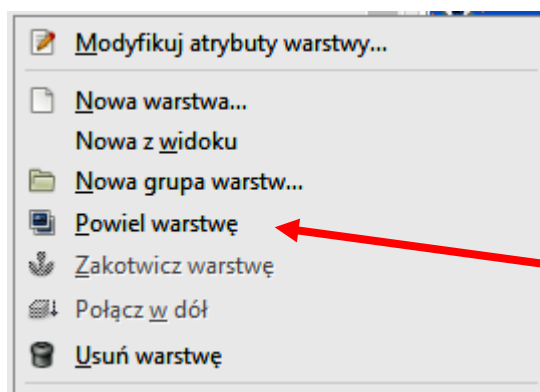 Modyfikuj atrybuty warstwy...
Nowa warstwa...
Nowa z widoku
Nowa grupa warstw...
Powiel warstwę
Zakotwicz warstwę
Połącz w dół
Usuń warstwę